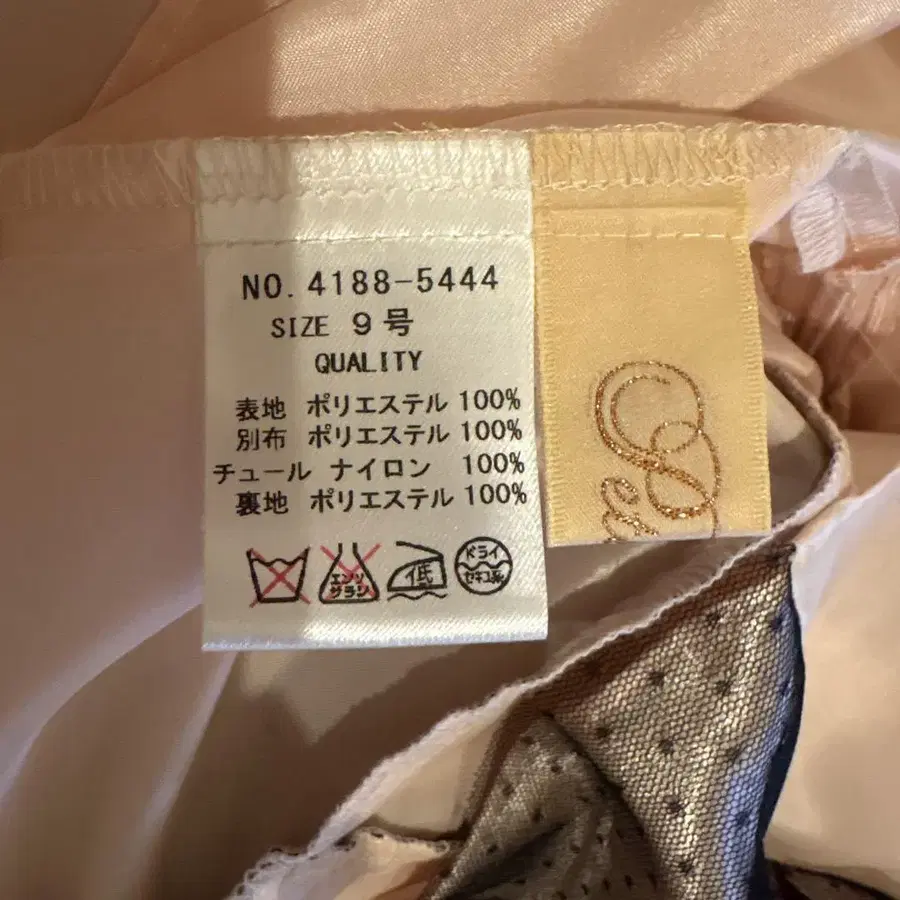 NO. 4188-5444
SIZE 9号
QUALITY
表地 ポリエステル 100%
別布 ポリエステル 100%
チュール ナイロン 100%
裏地 ポリエステル 100%
エンソ サラシ 低 ドライ セキユ系